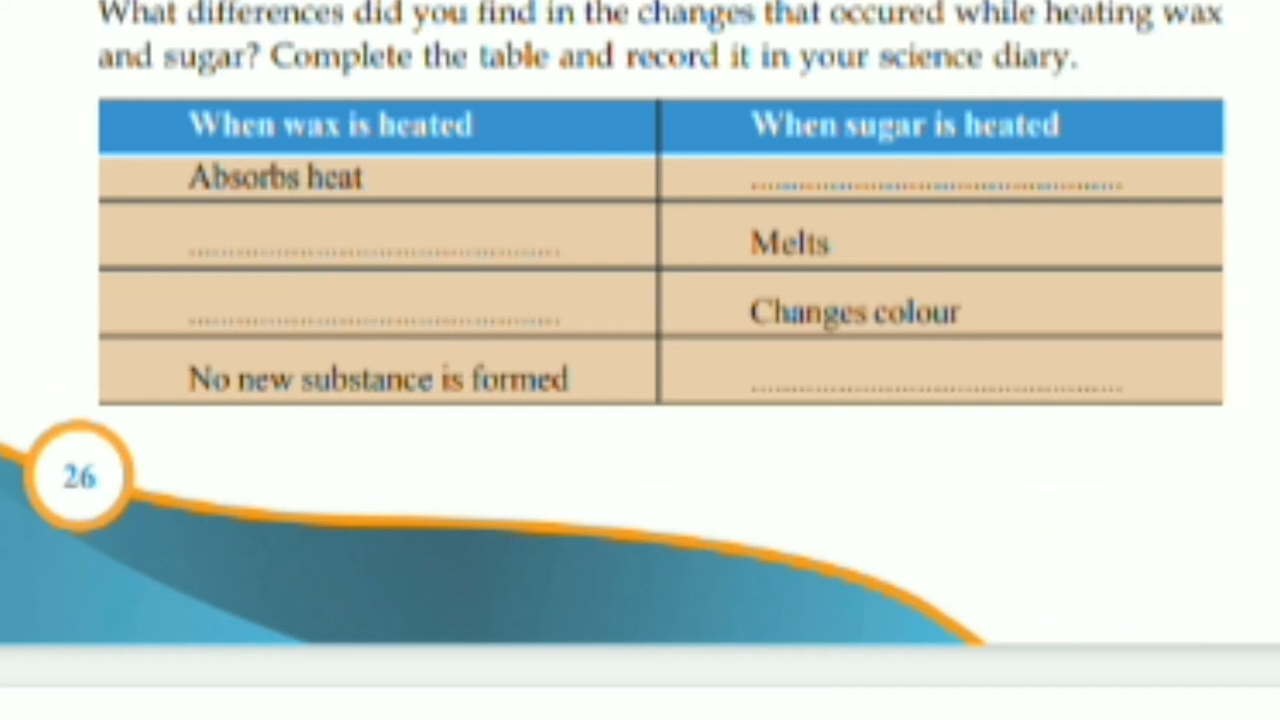 What differences did you find in the changes that occured while heating wax
and sugar? Complete the table and record it in your science diary.
When wax is heated When sugar is heated
Absorbs heat ................................................
................................................ Melts
................................................ Changes colour
No new substance is formed ................................................
26